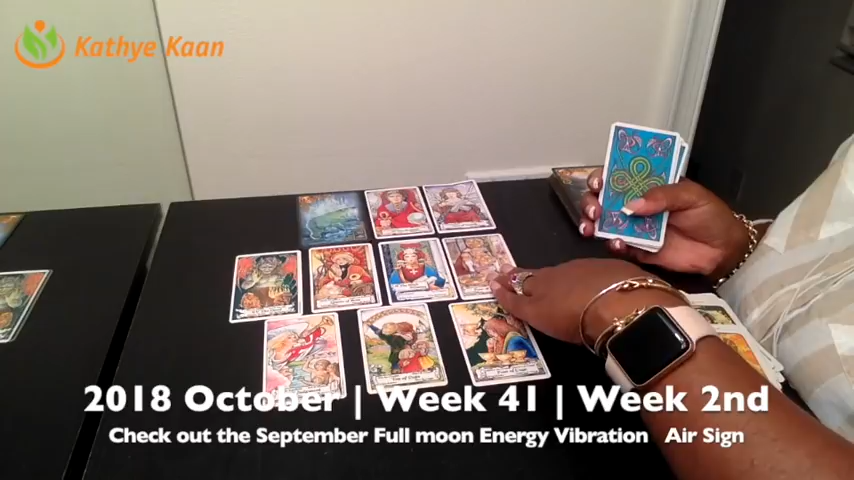 Kathye Kaan
2018 October | Week 41 | Week 2nd
Check out the September Full moon Energy Vibration | Air Sign